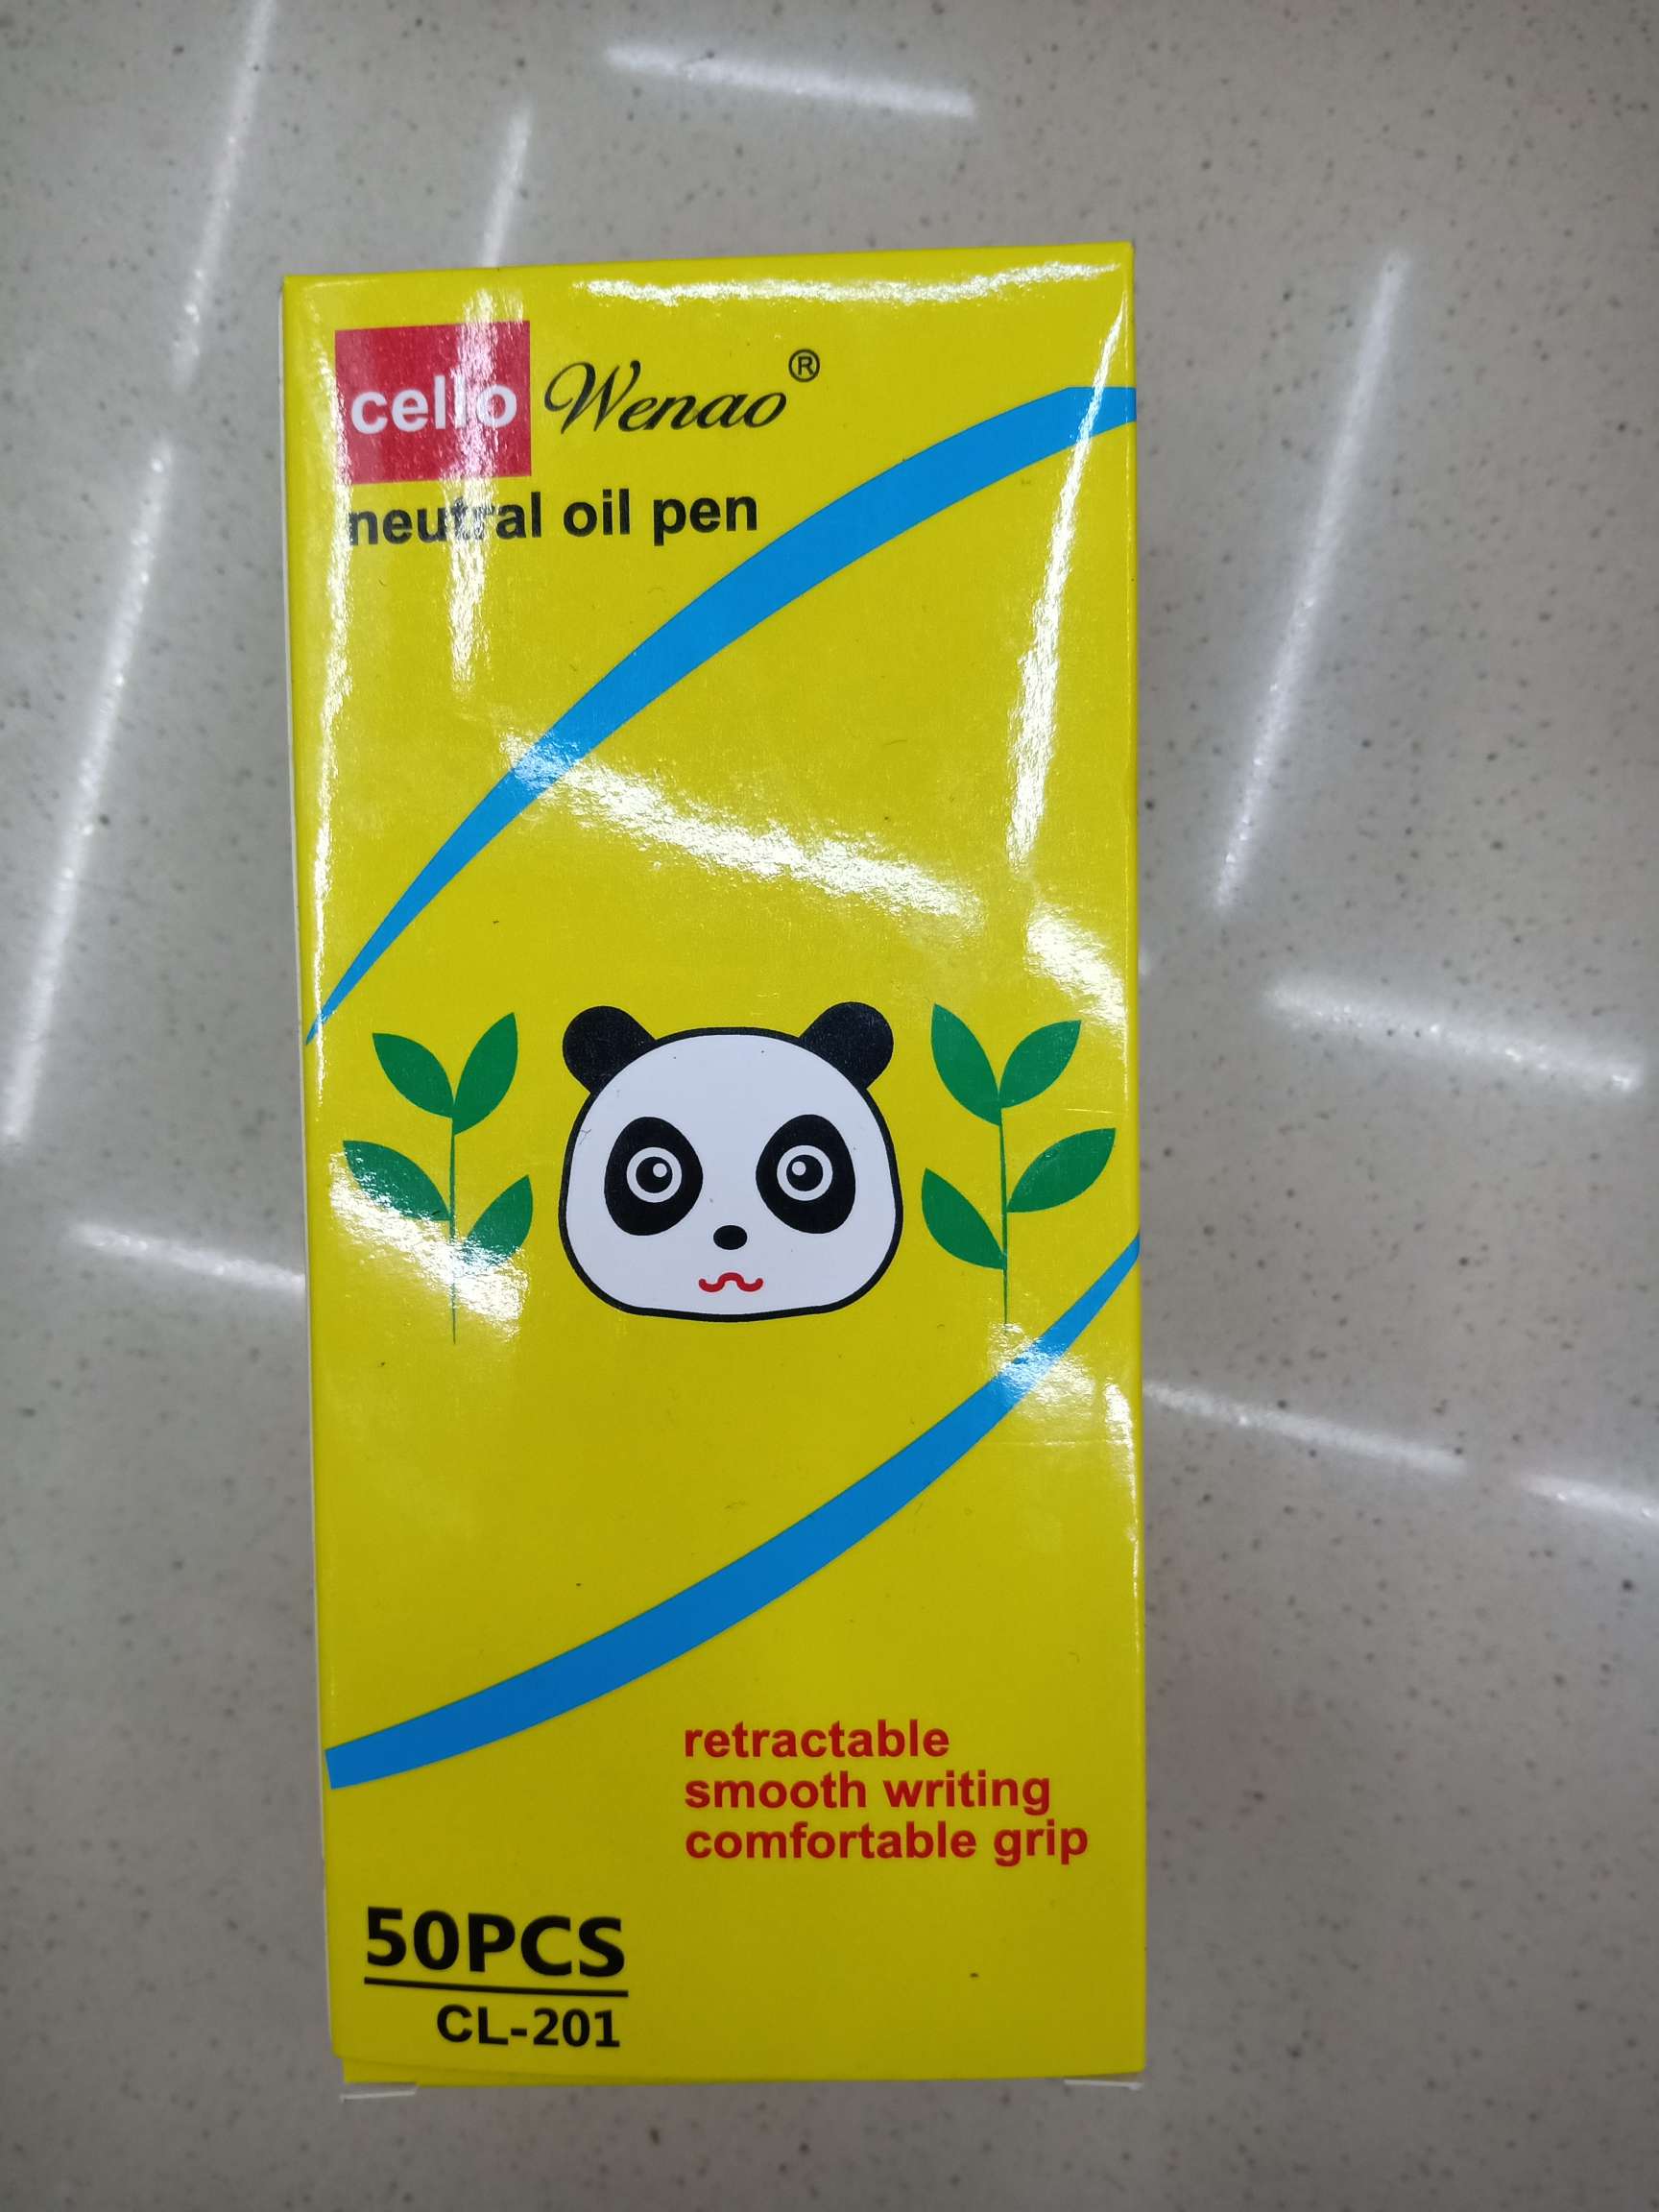 cello Wenao®
neutral oil pen
retractable
smooth writing
comfortable grip
50PCS
CL-201